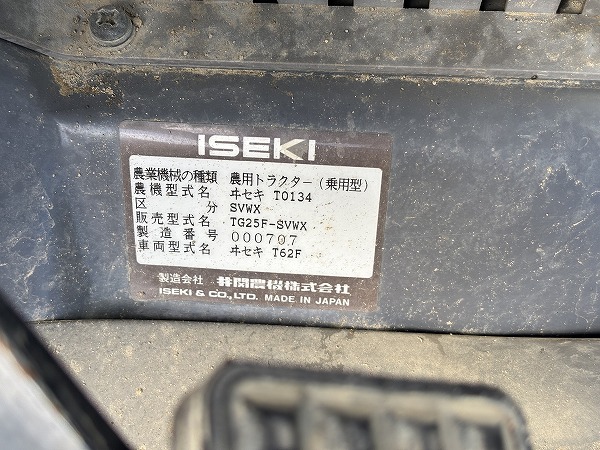 ISEKI
農業機械の種類 農用トラクター(乗用型)
農機型式名 ヰセキ T0134
区分 SVWX
販売型式名 TG25F-SVWX
製造番号 000707
車両型式名 ヰセキ T62F
製造会社 井関農機株式会社
ISEKI & CO., LTD. MADE IN JAPAN